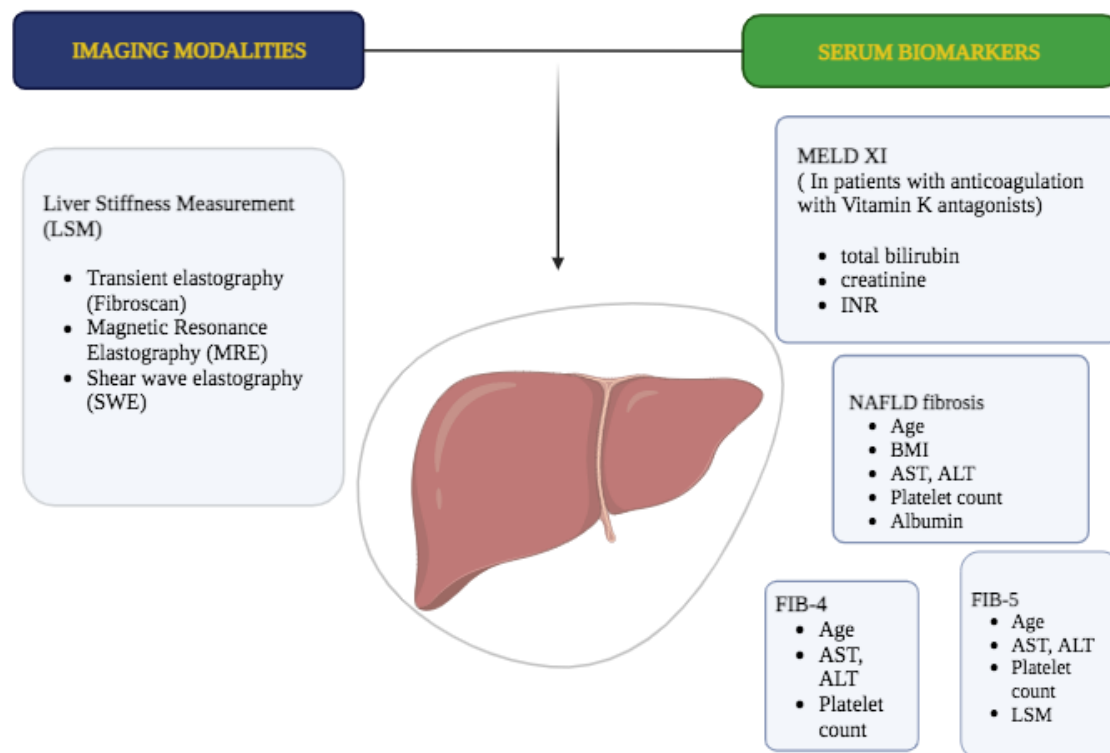 IMAGING MODALITIES
SERUM BIOMARKERS
Liver Stiffness Measurement
(LSM)
• Transient elastography
(Fibroscan)
• Magnetic Resonance
Elastography (MRE)
• Shear wave elastography
(SWE)
MELD XI
( In patients with anticoagulation
with Vitamin K antagonists)
• total bilirubin
• creatinine
• INR
NAFLD fibrosis
• Age
• BMI
• AST, ALT
• Platelet count
• Albumin
FIB-4
• Age
• AST,
ALT
• Platelet
count
FIB-5
• Age
• AST, ALT
• Platelet
count
• LSM